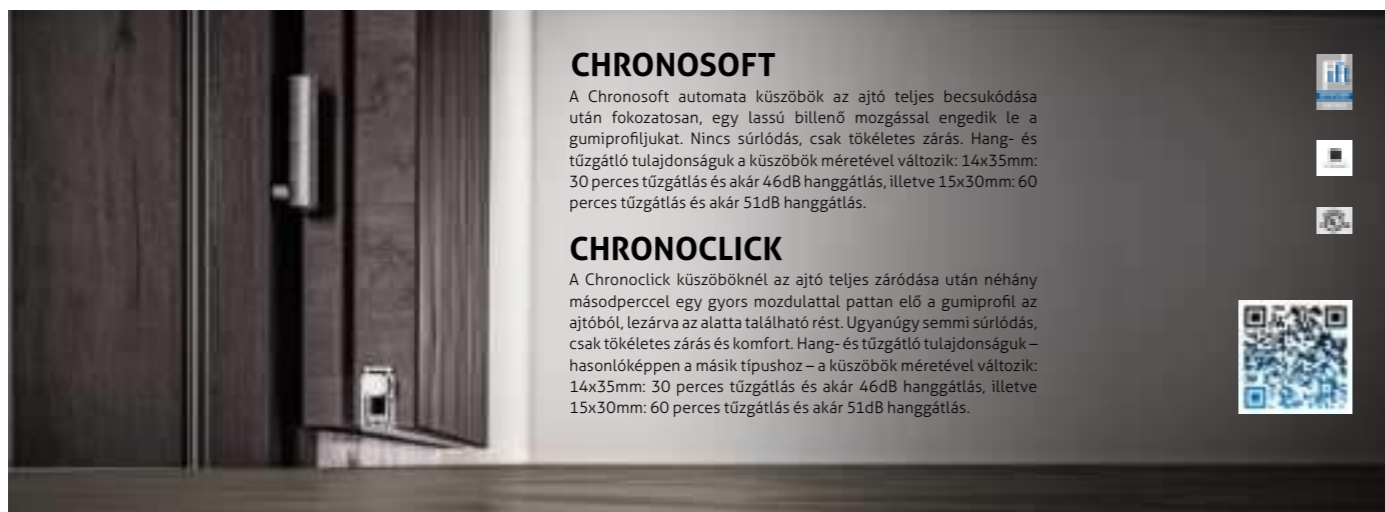 CHRONOSOFT
A Chronosoft automata küszöbök az ajtó teljes becsukódása
után fokozatosan, egy lassú billenő mozgással engedik le a
gumiprofiljukat. Nincs súrlódás, csak tökéletes zárás. Hang- és
tűzgátló tulajdonságuk a küszöbök méretével változik: 14x35mm:
30 perces tűzgátlás és akár 46dB hanggátlás, illetve 15x30mm: 60
perces tűzgátlás és akár 51dB hanggátlás.
CHRONOCLICK
A Chronoclick küszöböknél az ajtó teljes záródása után néhány
másodperccel egy gyors mozdulattal pattan elő a gumiprofil az
ajtóból, lezárva az alatta található rést. Ugyanúgy semmi súrlódás,
csak tökéletes zárás és komfort. Hang- és tűzgátló tulajdonságuk –
hasonlóképpen a másik típushoz – a küszöbök méretével változik:
14x35mm: 30 perces tűzgátlás és akár 46dB hanggátlás, illetve
15x30mm: 60 perces tűzgátlás és akár 51dB hanggátlás.